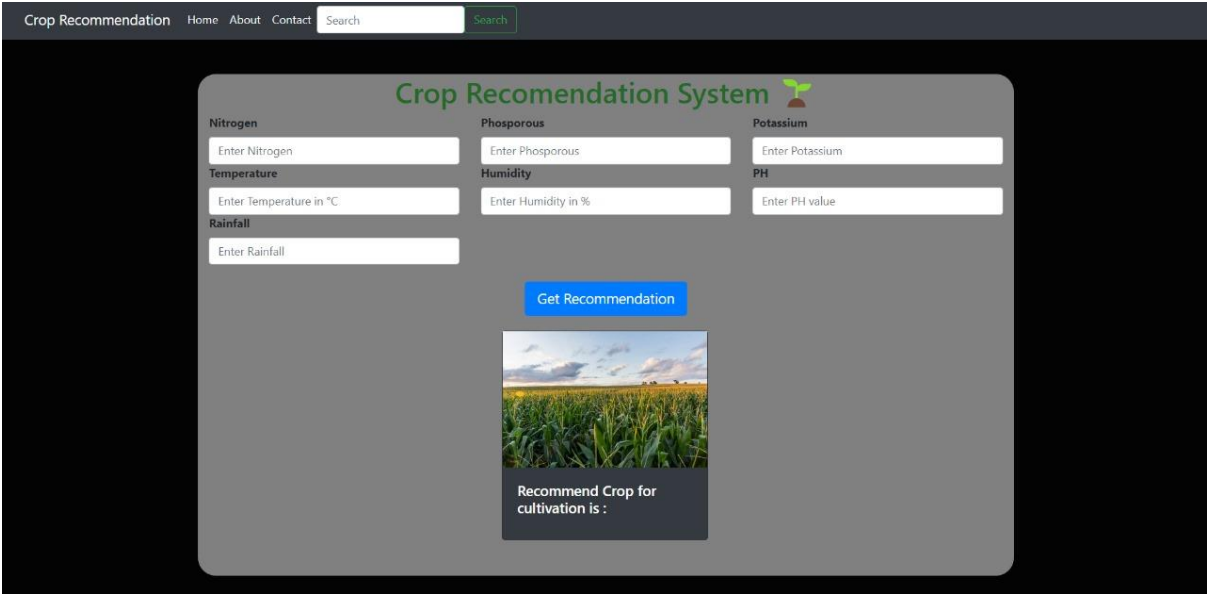 Crop Recommendation Home About Contact Search Search
Crop Recomendation System
Nitrogen Phosporous Potassium
Enter Nitrogen Enter Phosporous Enter Potassium
Temperature Humidity PH
Enter Temperature in °C Enter Humidity in % Enter PH value
Rainfall
Enter Rainfall
Get Recommendation
Recommend Crop for
cultivation is :